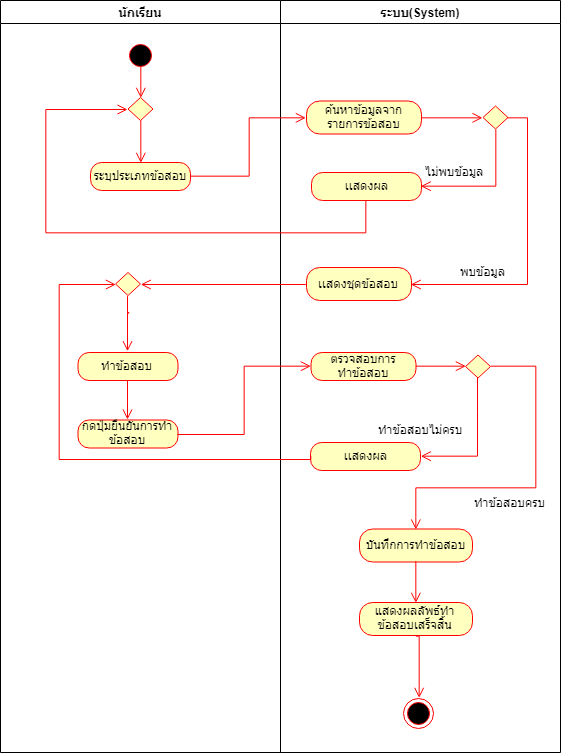 นักเรียน
ระบบ(System)
ค้นหาข้อมูลจาก
รายการข้อสอบ
ระบุประเภทข้อสอบ
ไม่พบข้อมูล
แสดงผล
พบข้อมูล
แสดงชุดข้อสอบ
ทำข้อสอบ
ตรวจสอบการ
ทำข้อสอบ
กดปุ่มยืนยันการทำ
ข้อสอบ
ทำข้อสอบไม่ครบ
แสดงผล
ทำข้อสอบครบ
บันทึกการทำข้อสอบ
แสดงผลลัพธ์ทำ
ข้อสอบเสร็จสิ้น